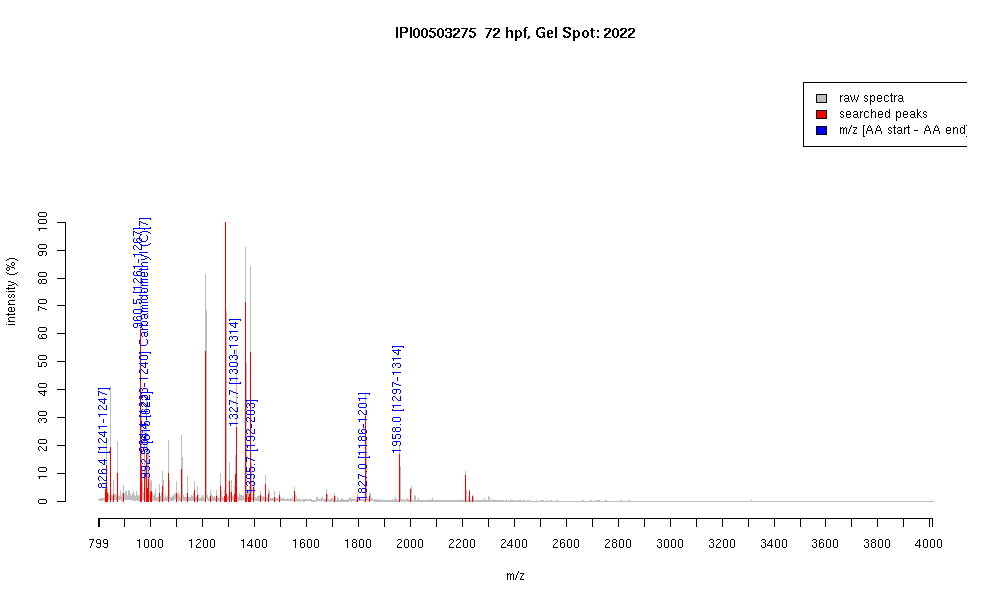 IPI00503275 72 hpf, Gel Spot: 2022
raw spectra
searched peaks
m/z [AA start - AA end]
intensity (%)
100
90
80
70
60
50
40
30
20
10
0
826.4 [1241-1247]
960.5 [1261-1267]
Carbamidomethyl (C)[7]
1327.7 [1303-1314]
1395.7 [192-203]
1827.0 [1186-1201]
1958.0 [1297-1314]
799 1000 1200 1400 1600 1800 2000 2200 2400 2600 2800 3000 3200 3400 3600 3800 4000
m/z